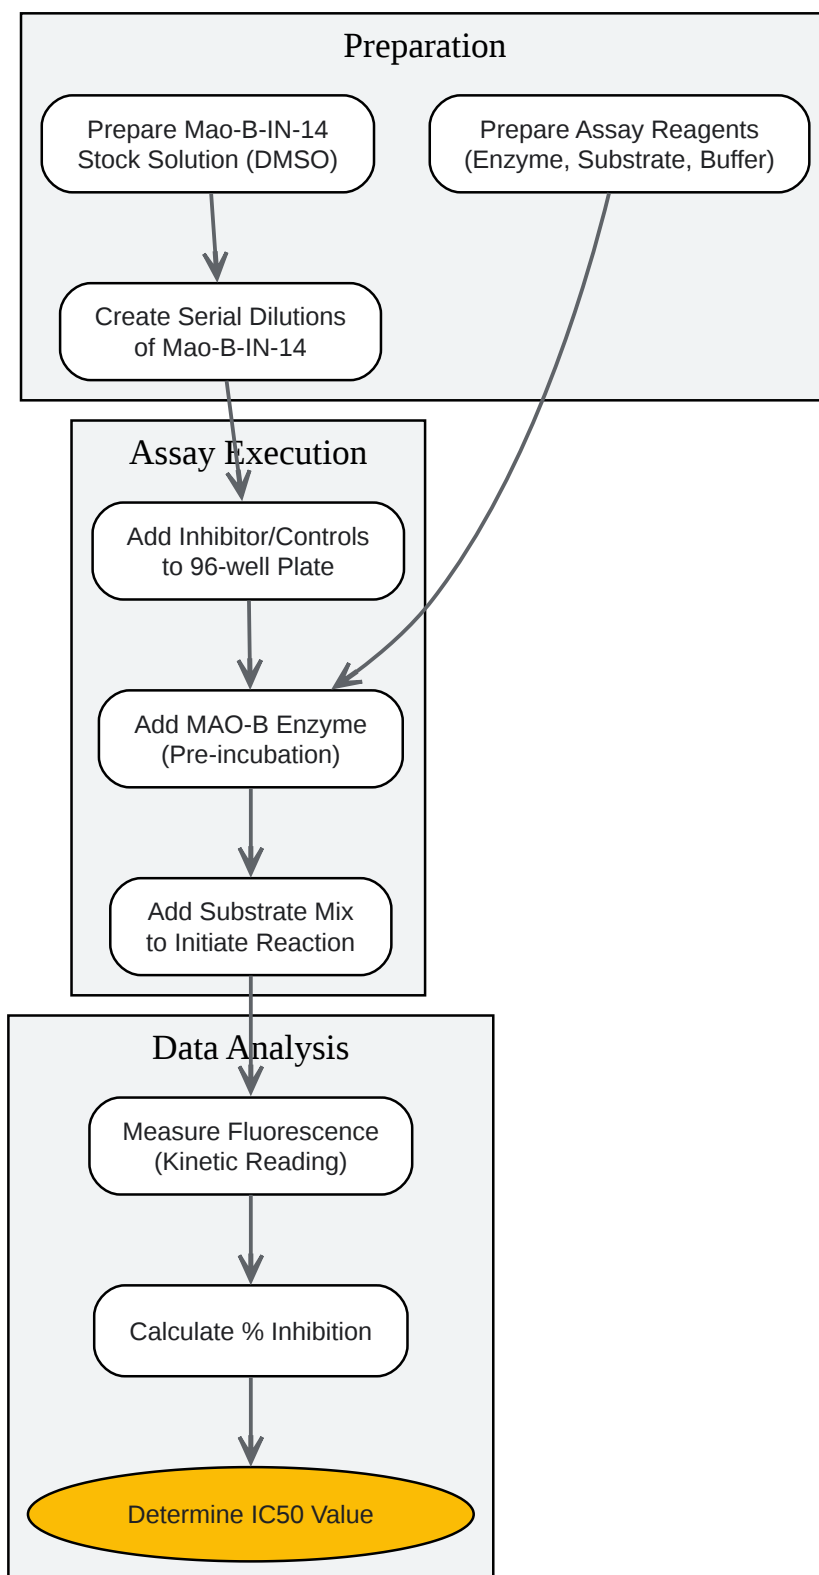 Preparation
Prepare Mao-B-IN-14
Stock Solution (DMSO)
Prepare Assay Reagents
(Enzyme, Substrate, Buffer)
Create Serial Dilutions
of Mao-B-IN-14
Assay Execution
Add Inhibitor/Controls
to 96-well Plate
Add MAO-B Enzyme
(Pre-incubation)
Add Substrate Mix
to Initiate Reaction
Data Analysis
Measure Fluorescence
(Kinetic Reading)
Calculate % Inhibition
Determine IC50 Value